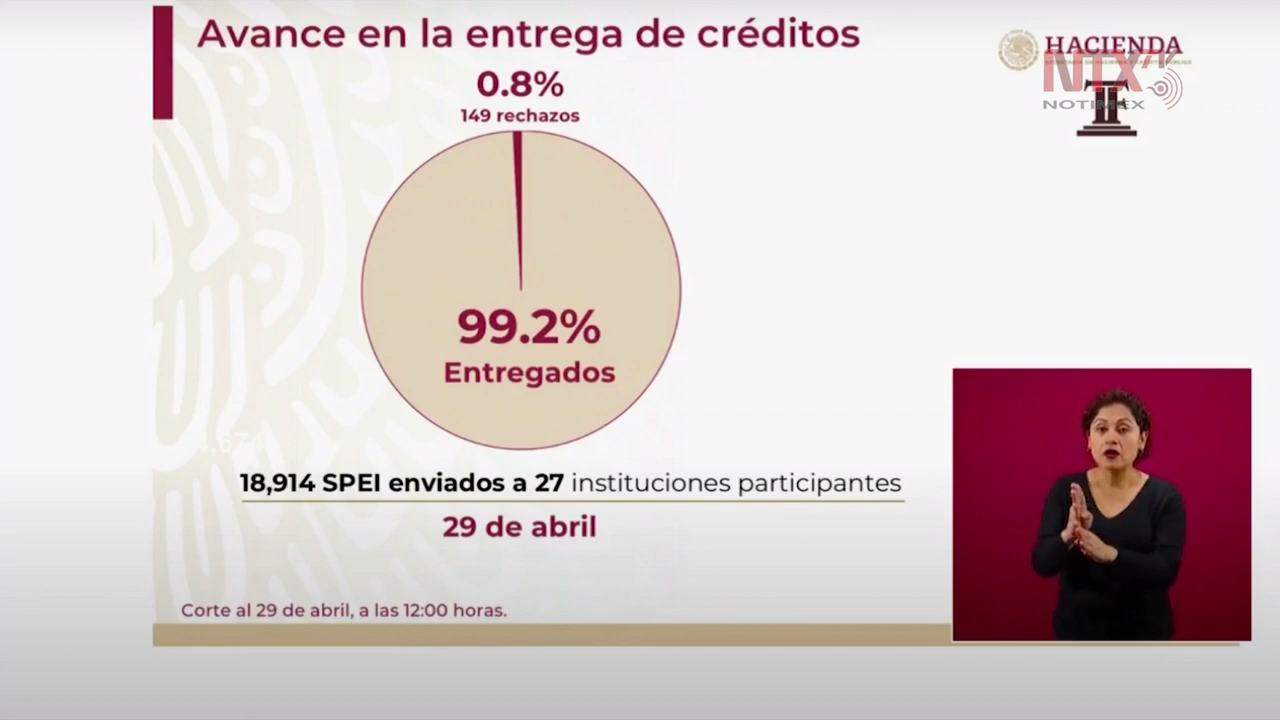 Avance en la entrega de créditos
0.8%
149 rechazos
HACIENDA
NTX
NOTIMEX
99.2%
Entregados
18,914 SPEI enviados a 27 instituciones participantes
29 de abril
Corte al 29 de abril, a las 12:00 horas.